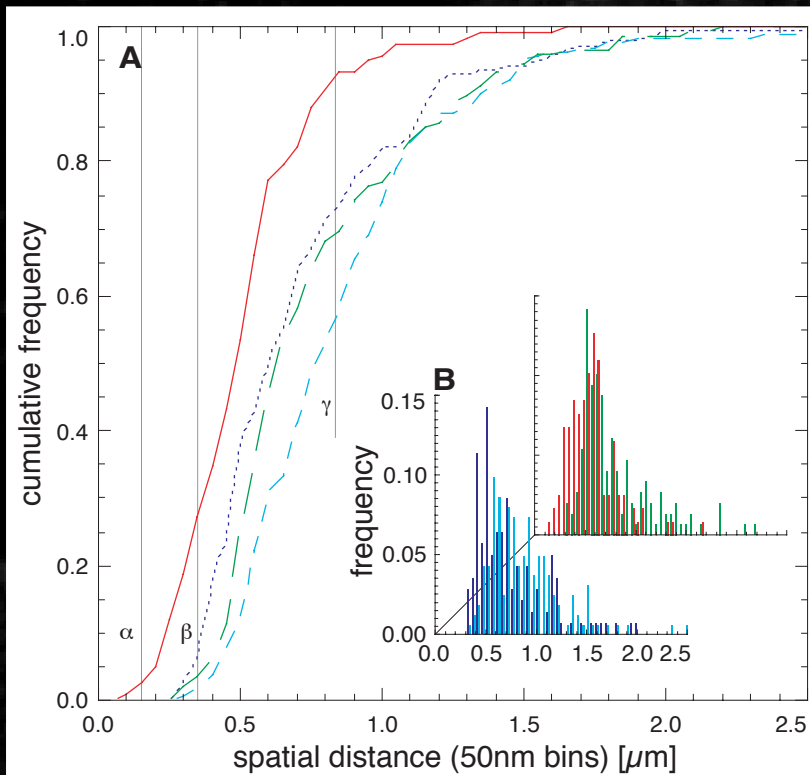 A
1.0
0.8
0.6
0.4
0.2
0.0
cumulative frequency
α
β
γ
0.0 0.5 1.0 1.5 2.0 2.5
spatial distance (50nm bins) [µm]
B
0.15
0.10
0.05
0.00
frequency
0.0 0.5 1.0 1.5 2.0 2.5